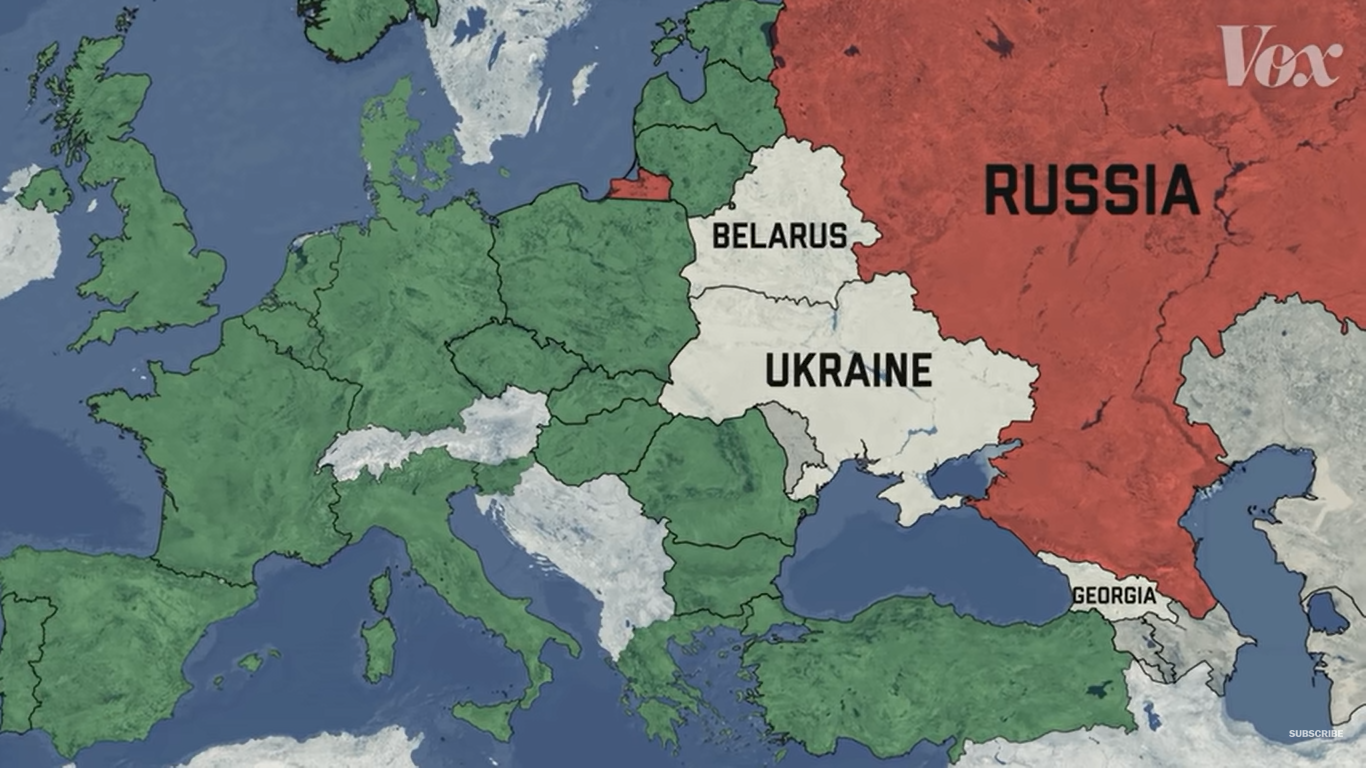 Vox
RUSSIA
BELARUS
UKRAINE
GEORGIA
SUBSCRIBE